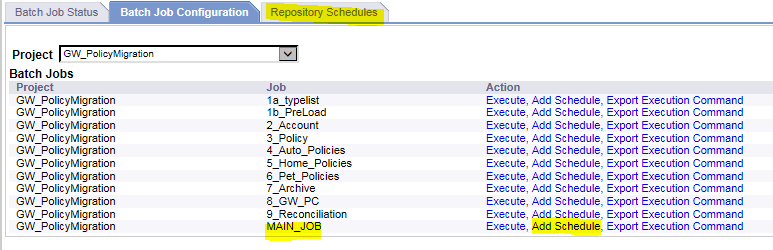 Batch Job Status Batch Job Configuration Repository Schedules
Project GW_PolicyMigration
Batch Jobs
Project Job Action
GW_PolicyMigration 1a_typelist Execute, Add Schedule, Export Execution Command
GW_PolicyMigration 1b_PreLoad Execute, Add Schedule, Export Execution Command
GW_PolicyMigration 2_Account Execute, Add Schedule, Export Execution Command
GW_PolicyMigration 3_Policy Execute, Add Schedule, Export Execution Command
GW_PolicyMigration 4_Auto_Policies Execute, Add Schedule, Export Execution Command
GW_PolicyMigration 5_Home_Policies Execute, Add Schedule, Export Execution Command
GW_PolicyMigration 6_Pet_Policies Execute, Add Schedule, Export Execution Command
GW_PolicyMigration 7_Archive Execute, Add Schedule, Export Execution Command
GW_PolicyMigration 8_GW_PC Execute, Add Schedule, Export Execution Command
GW_PolicyMigration 9_Reconciliation Execute, Add Schedule, Export Execution Command
GW_PolicyMigration MAIN_JOB Execute, Add Schedule, Export Execution Command